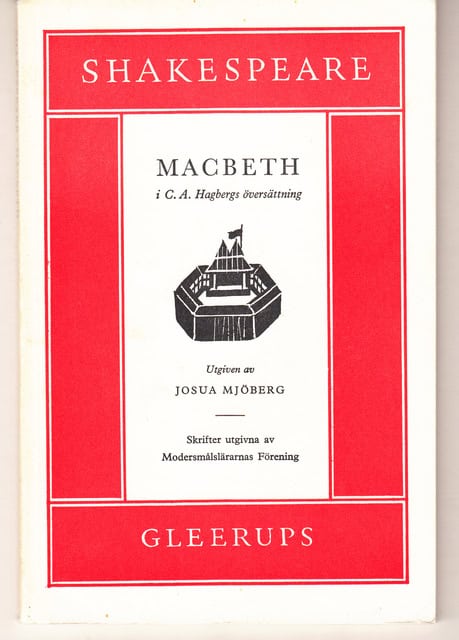 SHAKESPEARE
MACBETH
i C. A. Hagbergs översättning
Utgiven av
JOSUA MJÖBERG
Skrifter utgivna av
Modersmålslärarnas Förening
GLEERUPS